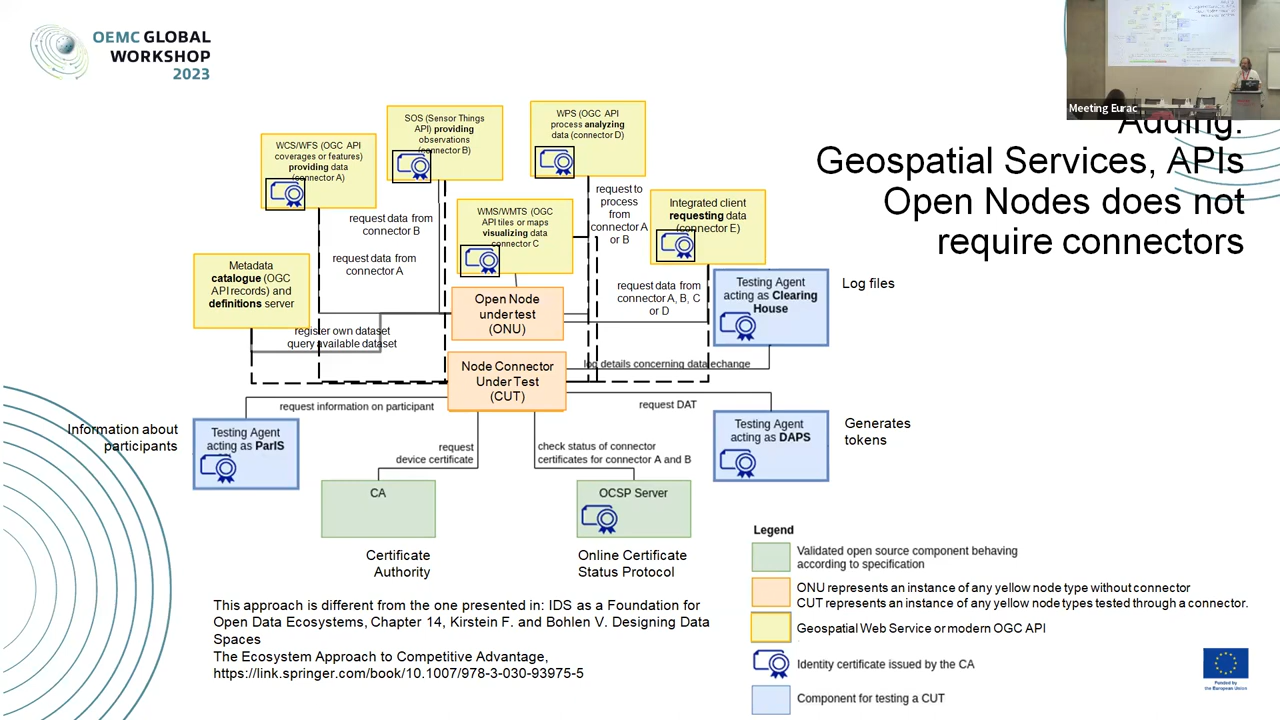 OEMC GLOBAL
WORKSHOP
2023
Meeting Eurac
Adding:
Geospatial Services, APIs
Open Nodes does not
require connectors
WCS/WFS (OGC API
coverages or features)
providing data
(connector A)
SOS (Sensor Things
API) providing
observations
(connector B)
WPS (OGC API
process analyzing
data (connector D)
WMS/WMTS (OGC
API tiles or maps
visualizing data
connector C
Integrated client
requesting data
(connector E)
Metadata
catalogue (OGC
API records) and
definitions server
request data from
connector B
request data from
connector A
request to
process
from
connector A
or B
request data from
connector A, B, C
or D
register own dataset
query available dataset
Open Node
under test
(ONU)
Node Connector
Under Test
(CUT)
Testing Agent
acting as Clearing
House
Log files
log details concerning data exchange
request information on participant
request DAT
Information about
participants
Testing Agent
acting as ParIS
Testing Agent
acting as DAPS
Generates
tokens
request
device certificate
check status of connector
certificates for connector A and B
CA
OCSP Server
Certificate
Authority
Online Certificate
Status Protocol
Legend
Validated open source component behaving
according to specification
ONU represents an instance of any yellow node type without connector
CUT represents an instance of any yellow node types tested through a connector.
Geospatial Web Service or modern OGC API
Identity certificate issued by the CA
Component for testing a CUT
This approach is different from the one presented in: IDS as a Foundation for
Open Data Ecosystems, Chapter 14, Kirstein F. and Bohlen V. Designing Data
Spaces
The Ecosystem Approach to Competitive Advantage,
https://link.springer.com/book/10.1007/978-3-030-93975-5
Funded by
the European Union